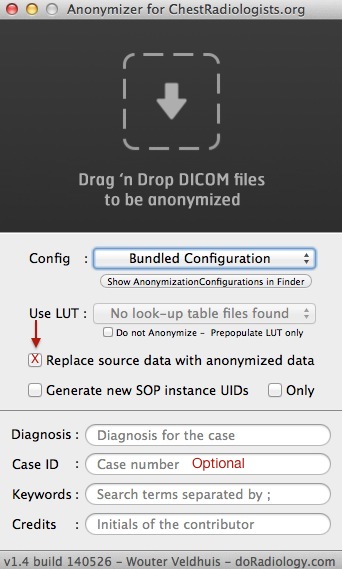 Anonymizer for ChestRadiologists.org
Drag 'n Drop DICOM files
to be anonymized
Config : Bundled Configuration
Show AnonymizationConfigurations in Finder
Use LUT : No look-up table files found
Do not Anonymize - Prepopulate LUT only
X Replace source data with anonymized data
Generate new SOP instance UIDs Only
Diagnosis : Diagnosis for the case
Case ID : Case number Optional
Keywords : Search terms separated by ;
Credits : Initials of the contributor
v1.4 build 140526 - Wouter Veldhuis - doRadiology.com